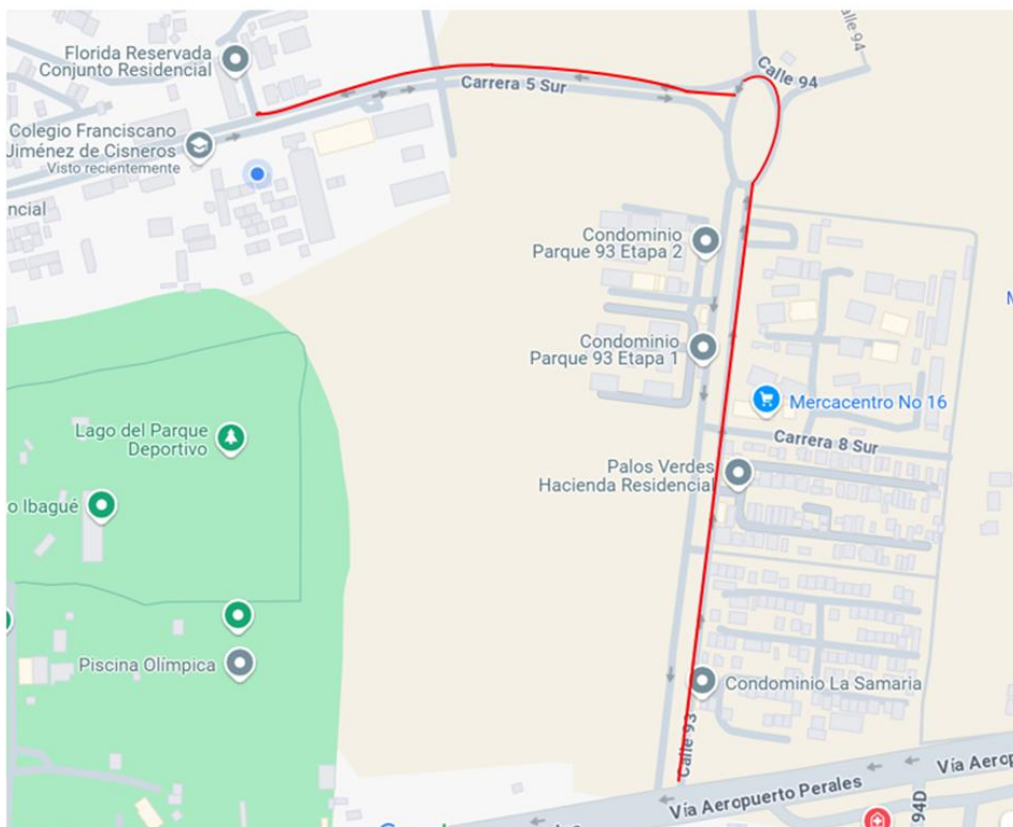 Florida Reservada
Conjunto Residencial
Calle 94
Calle 94
Carrera 5 Sur
Colegio Franciscano
Jiménez de Cisneros
Visto recientemente
ncial
Condominio
Parque 93 Etapa 2
M
Condominio
Parque 93 Etapa 1
Mercacentro No 16
Lago del Parque
Deportivo
Carrera 8 Sur
Palos Verdes
Hacienda Residencial
o Ibagué
Piscina Olímpica
Condominio La Samaria
Calle 93
Vía Aerop
Vía Aeropuerto Perales
94D